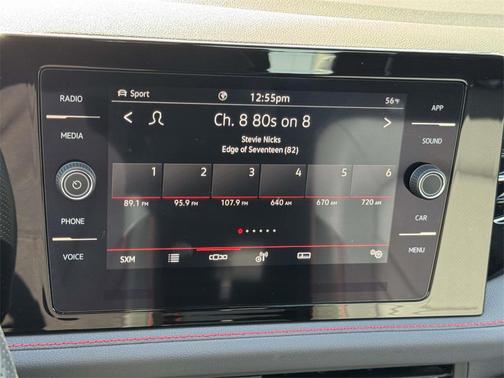 RADIO
MEDIA
PHONE
VOICE
Sport 12:55pm 56°F
Ch. 8 80s on 8
Stevie Nicks
Edge of Seventeen (82)
1 2 3 4 5 6
89.1 FM 95.9 FM 107.9 FM 640 AM 670 AM 720 AM
SXM
APP
SOUND
CAR
MENU